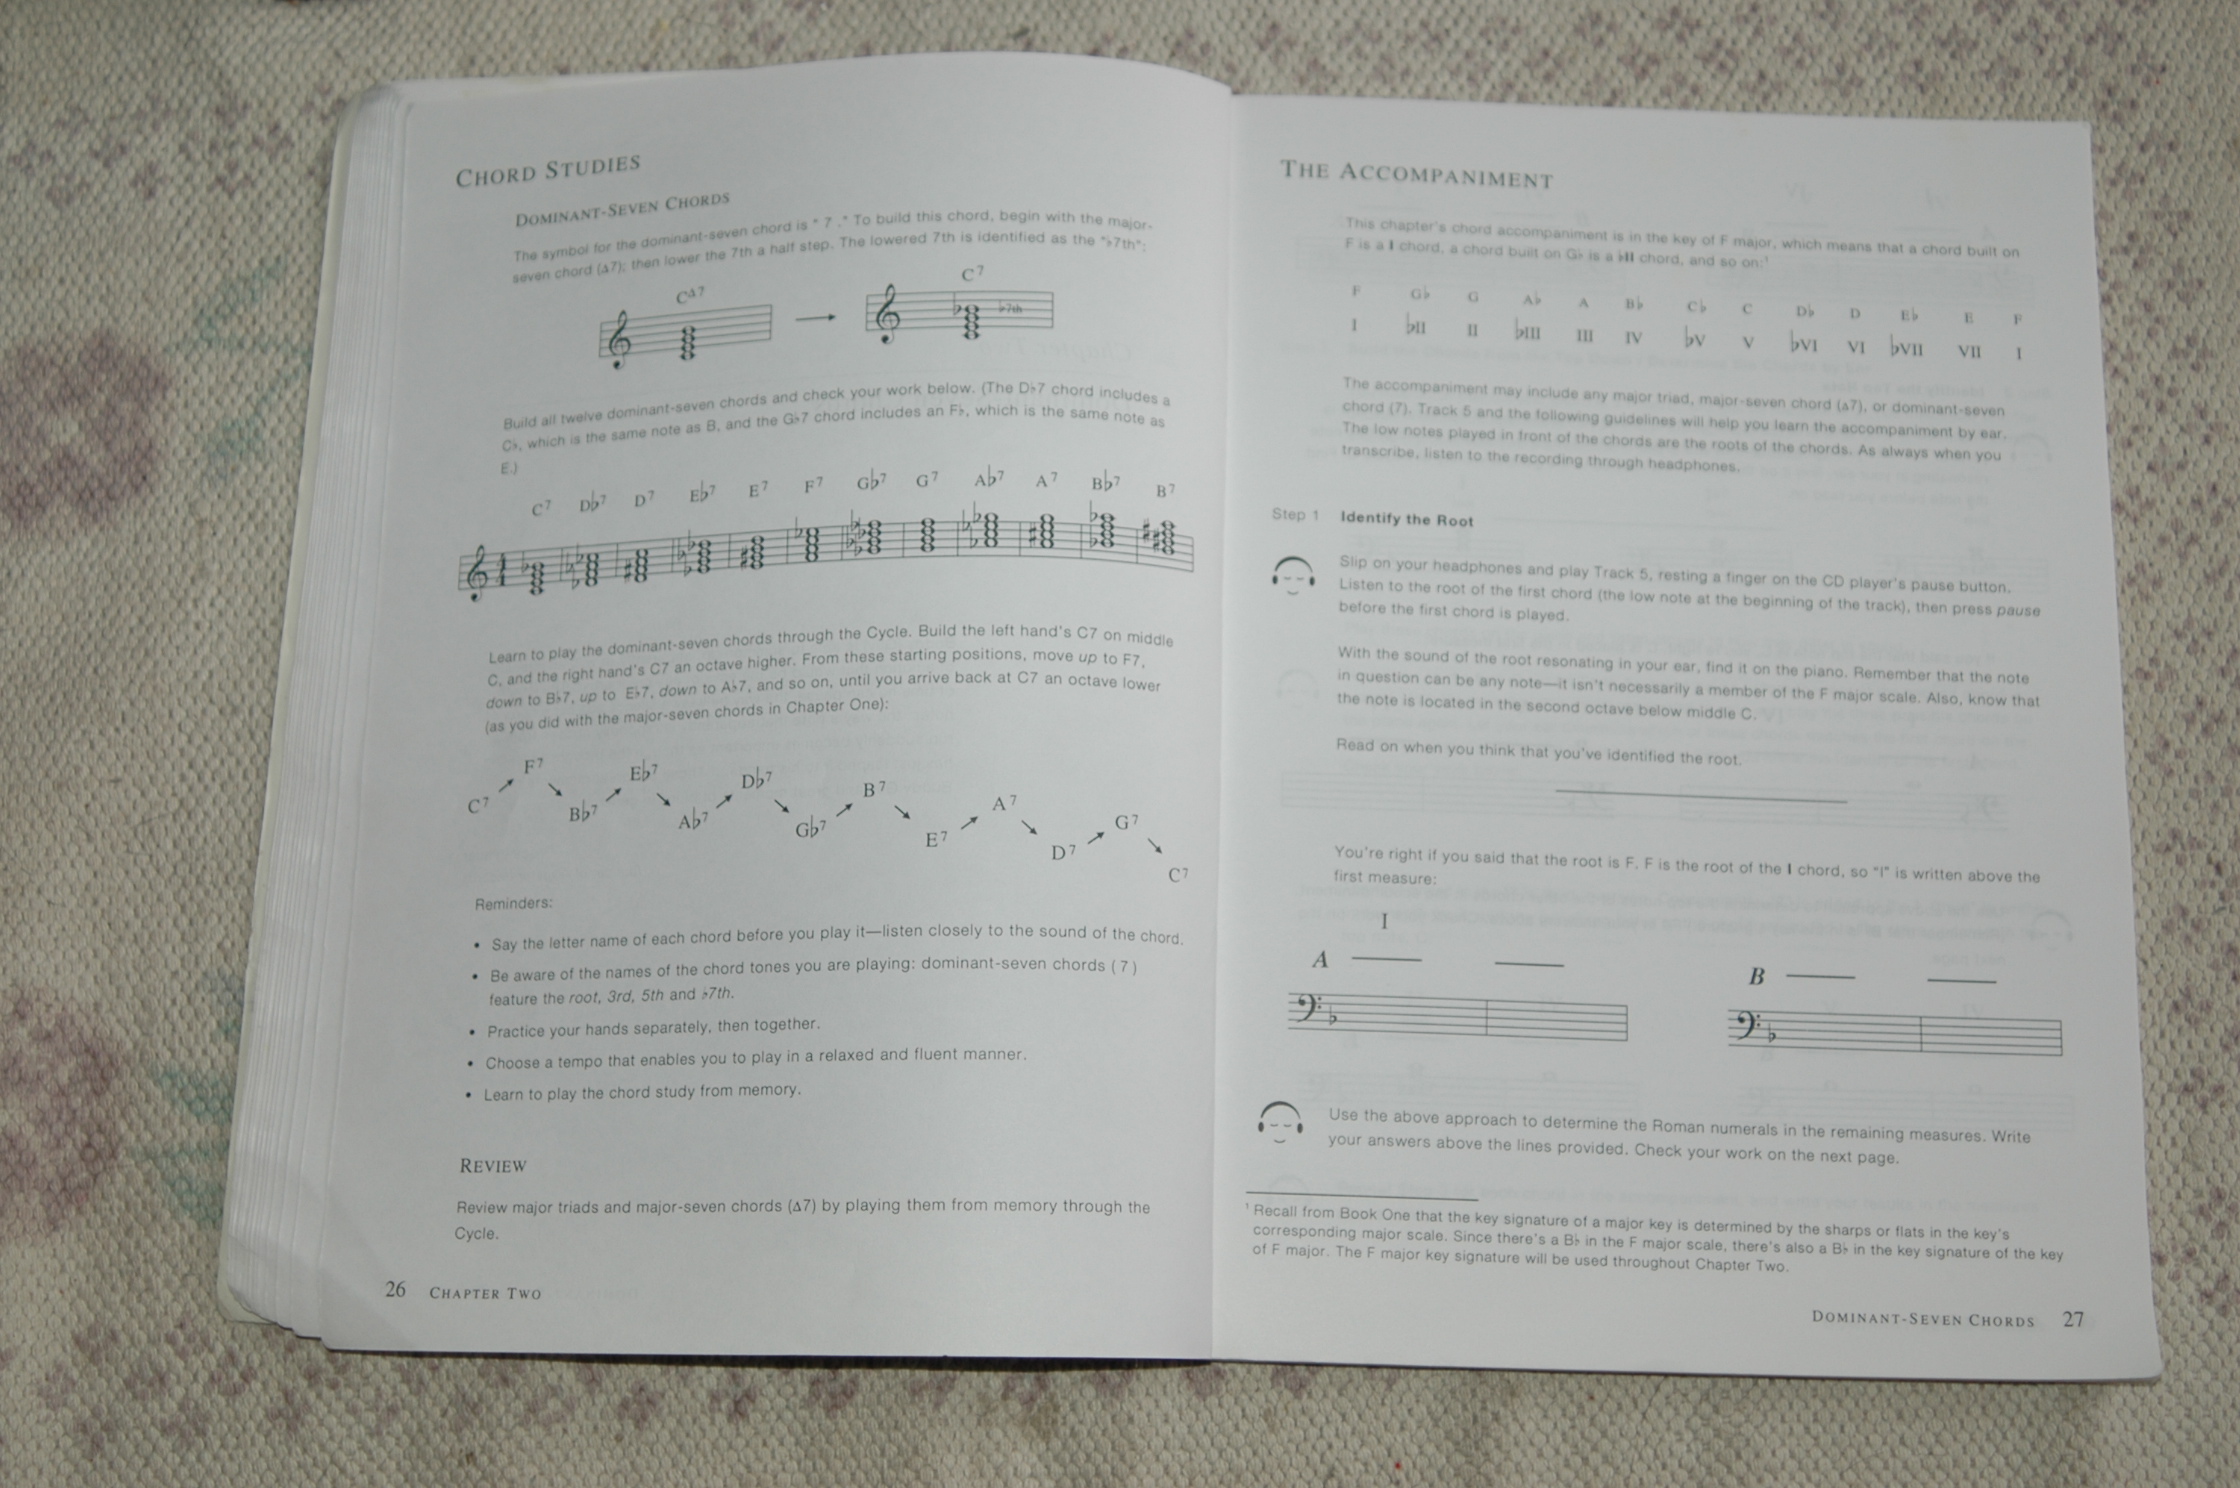 CHORD STUDIES
DOMINANT-SEVEN CHORDS
The symbol for the dominant-seven chord is "7." To build this chord, begin with the major-
seven chord (∆7); then lower the 7th a half step. The lowered 7th is identified as the "♭7th":
C∆7 → C7
♭7th
Build all twelve dominant-seven chords and check your work below. (The D♭7 chord includes a
C♭, which is the same note as B, and the G♭7 chord includes an F♭, which is the same note as
E.)
C7 D♭7 D7 E♭7 E7 F7 G♭7 G7 A♭7 A7 B♭7 B7
Learn to play the dominant-seven chords through the Cycle. Build the left hand's C7 on middle
C, and the right hand's C7 an octave higher. From these starting positions, move up to F7,
down to B♭7, up to E♭7, down to A♭7, and so on, until you arrive back at C7 an octave lower
(as you did with the major-seven chords in Chapter One):
C7 → F7 → B♭7 → E♭7 → A♭7 → D♭7 → G♭7 → B7 → E7 → A7 → D7 → G7 → C7
Reminders:
• Say the letter name of each chord before you play it—listen closely to the sound of the chord.
• Be aware of the names of the chord tones you are playing: dominant-seven chords (7)
feature the root, 3rd, 5th and ♭7th.
• Practice your hands separately, then together.
• Choose a tempo that enables you to play in a relaxed and fluent manner.
• Learn to play the chord study from memory.
REVIEW
Review major triads and major-seven chords (∆7) by playing them from memory through the
Cycle.
26 CHAPTER TWO
THE ACCOMPANIMENT
This chapter's chord accompaniment is in the key of F major, which means that a chord built on
F is a I chord, a chord built on G♭ is a ♭II chord, and so on:1
F G♭ G A♭ A B♭ C♭ C D♭ D E♭ E F
I ♭II II ♭III III IV ♭V V ♭VI VI ♭VII VII I
The accompaniment may include any major triad, major-seven chord (∆7), or dominant-seven
chord (7). Track 5 and the following guidelines will help you learn the accompaniment by ear.
The low notes played in front of the chords are the roots of the chords. As always when you
transcribe, listen to the recording through headphones.
Step 1 Identify the Root
Slip on your headphones and play Track 5, resting a finger on the CD player's pause button.
Listen to the root of the first chord (the low note at the beginning of the track), then press pause
before the first chord is played.
With the sound of the root resonating in your ear, find it on the piano. Remember that the note
in question can be any note—it isn't necessarily a member of the F major scale. Also, know that
the note is located in the second octave below middle C.
Read on when you think that you've identified the root.
You're right if you said that the root is F. F is the root of the I chord, so "I" is written above the
first measure:
I
A B
Use the above approach to determine the Roman numerals in the remaining measures. Write
your answers above the lines provided. Check your work on the next page.
1 Recall from Book One that the key signature of a major key is determined by the sharps or flats in the key's
corresponding major scale. Since there's a B♭ in the F major scale, there's also a B♭ in the key signature of the key
of F major. The F major key signature will be used throughout Chapter Two.
DOMINANT-SEVEN CHORDS 27